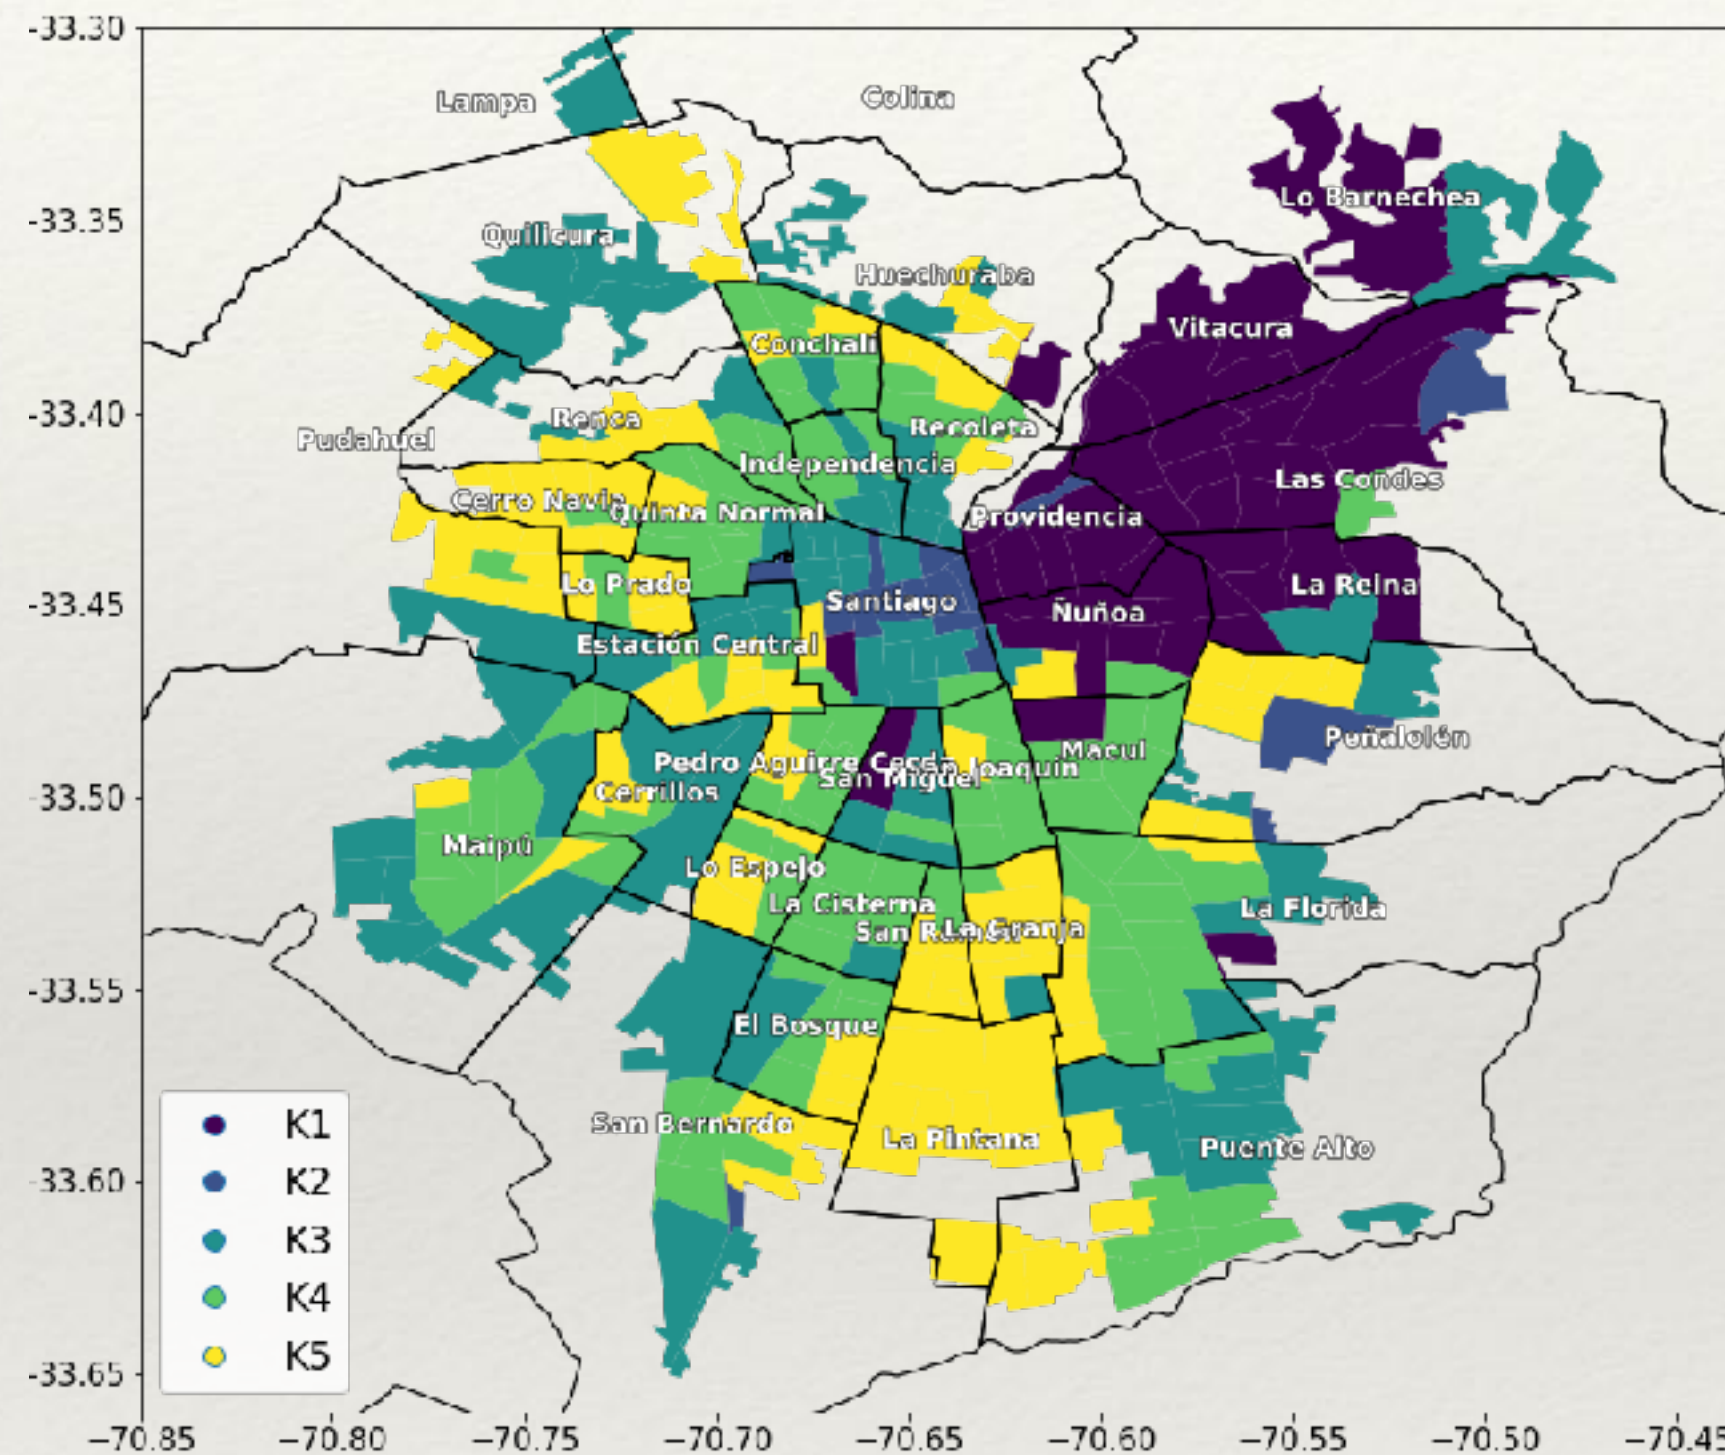 -33.30
Lampa
Colina
Lo Barnechea
-33.35
Quilicura
Huechuraba
Vitacura
Conchalí
-33.40
Renca
Recoleta
Pudahuel
Independencia
Las Condes
Cerro Navia
Quinta Normal
Providencia
Lo Prado
La Reina
-33.45
Santiago
Ñuñoa
Estación Central
Peñalolén
Macul
Pedro Aguirre Cerda
San Joaquín
San Miguel
Cerrillos
-33.50
Maipú
Lo Espejo
La Cisterna
La Florida
San Ramón
La Granja
-33.55
El Bosque
San Bernardo
La Pintana
Puente Alto
-33.60
-33.65
K1
K2
K3
K4
K5
−70.85 −70.80 −70.75 −70.70 −70.65 −70.60 −70.55 −70.50